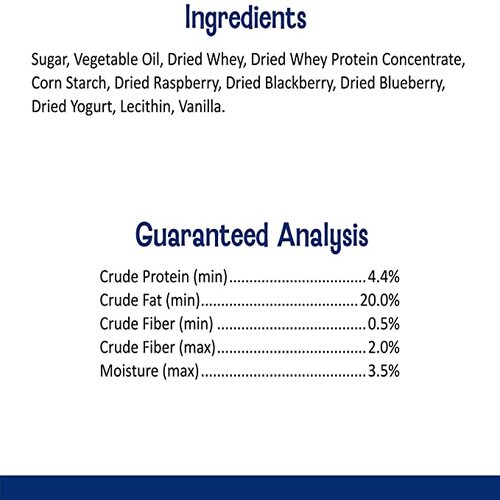 Ingredients
Sugar, Vegetable Oil, Dried Whey, Dried Whey Protein Concentrate,
Corn Starch, Dried Raspberry, Dried Blackberry, Dried Blueberry,
Dried Yogurt, Lecithin, Vanilla.
Guaranteed Analysis
Crude Protein (min)..................................4.4%
Crude Fat (min).......................................20.0%
Crude Fiber (min) .....................................0.5%
Crude Fiber (max).....................................2.0%
Moisture (max).........................................3.5%